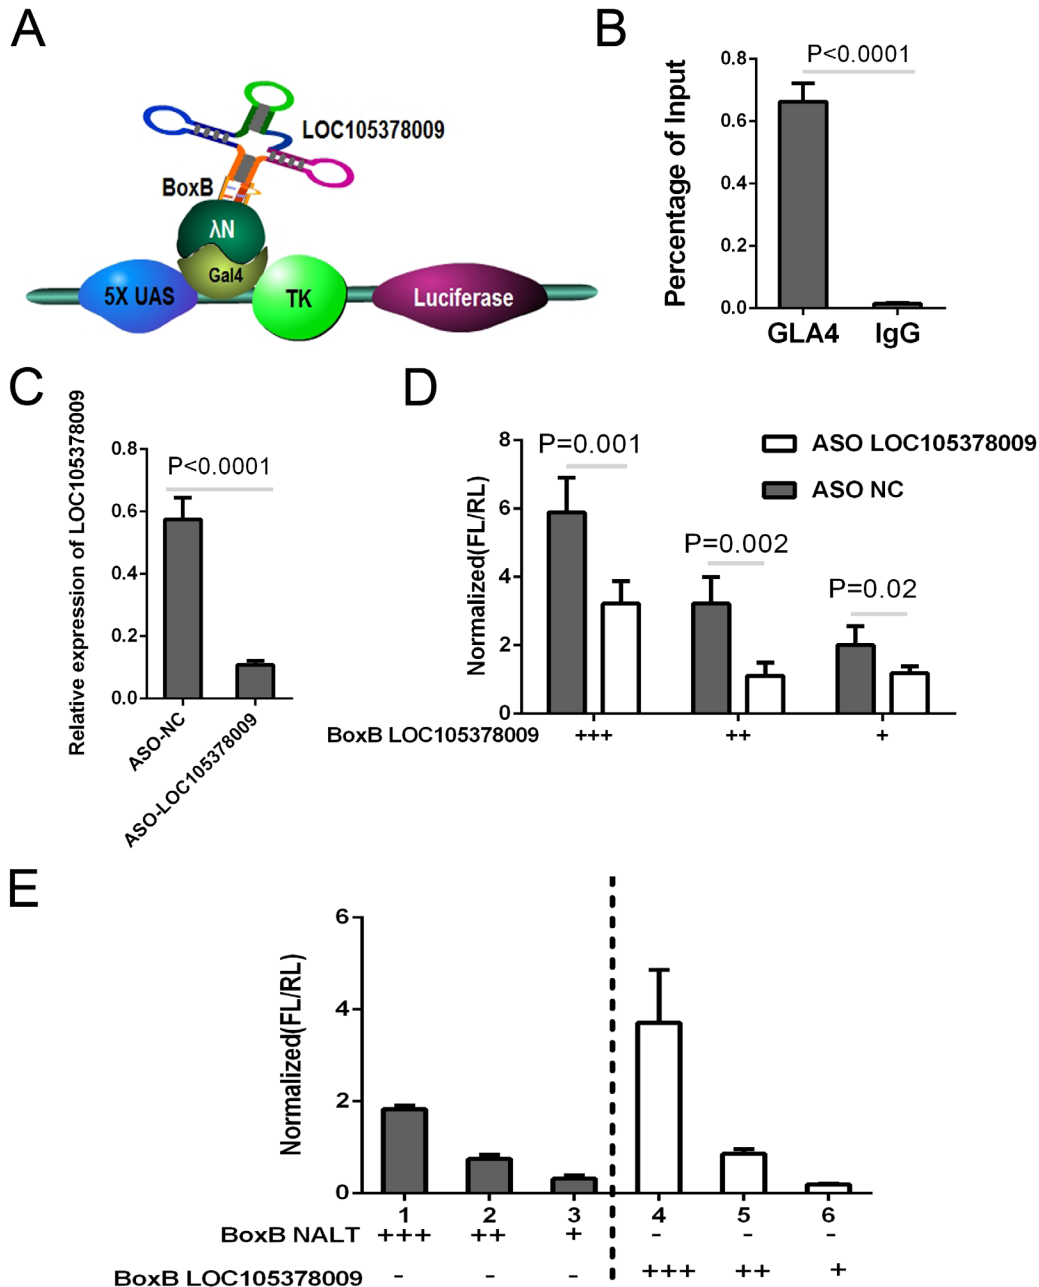 A
LOC105378009
BoxB
λN
Gal4
5X UAS
TK
Luciferase
B
P<0.0001
Percentage of Input
0.8
0.6
0.4
0.2
0.0
GLA4
IgG
C
Relative expression of LOC105378009
P<0.0001
0.8
0.6
0.4
0.2
0.0
ASO-NC
ASO-LOC105378009
D
ASO LOC105378009
ASO NC
Normalized(FL/RL)
8
6
4
2
0
P=0.001
P=0.002
P=0.02
BoxB LOC105378009 +++ ++ +
E
Normalized(FL/RL)
6
4
2
0
1 2 3 4 5 6
BoxB NALT +++ ++ + - - -
BoxB LOC105378009 - - - +++ ++ +